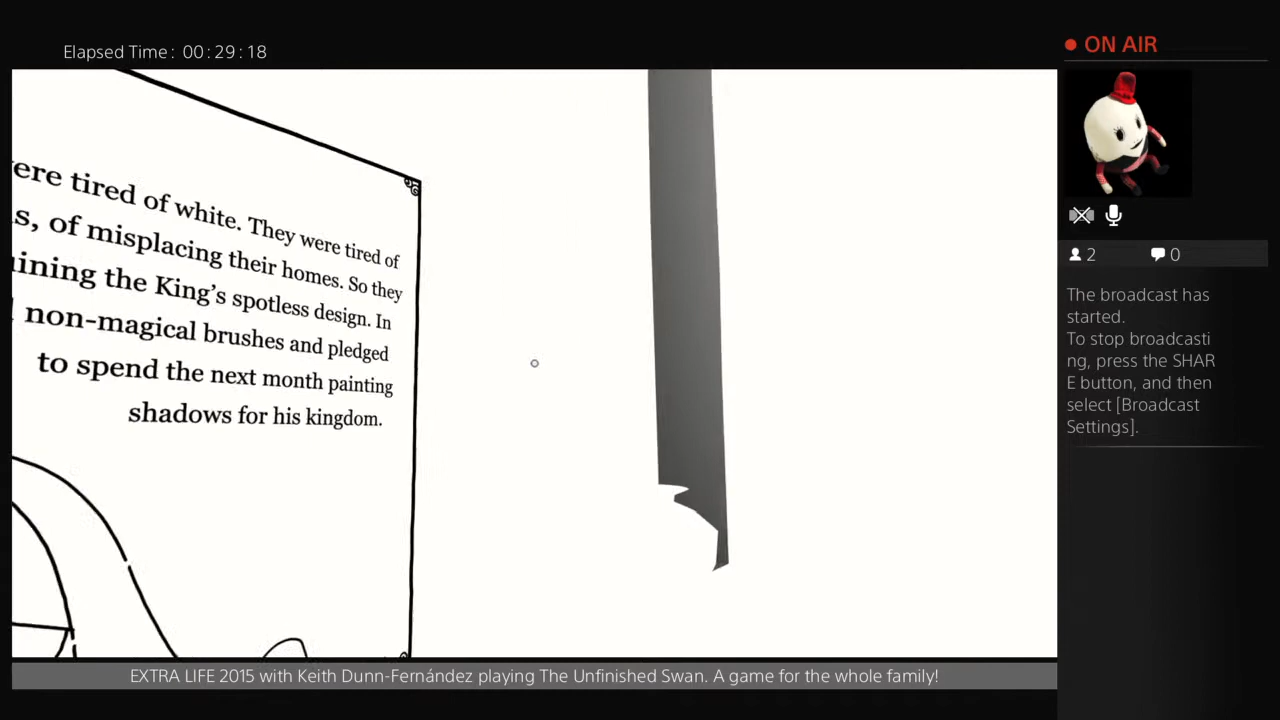 Elapsed Time: 00:29:18
ON AIR
ere tired of white. They were tired of
s, of misplacing their homes. So they
ining the King's spotless design. In
non-magical brushes and pledged
to spend the next month painting
shadows for his kingdom.
2
0
The broadcast has
started.
To stop broadcasti
ng, press the SHAR
E button, and then
select [Broadcast
Settings].
EXTRA LIFE 2015 with Keith Dunn-Fernández playing The Unfinished Swan. A game for the whole family!